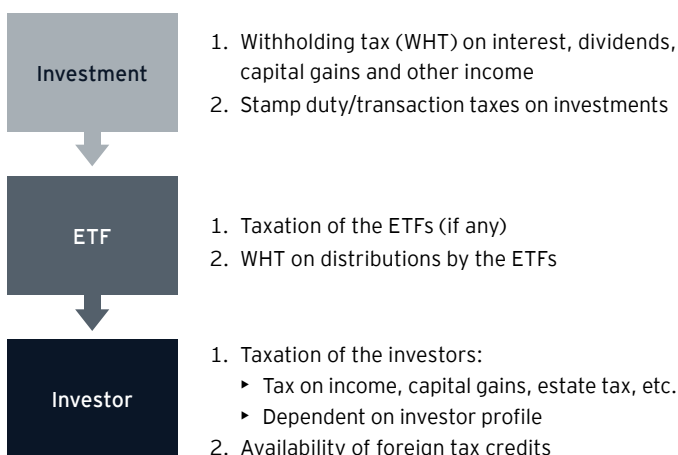 Investment
1. Withholding tax (WHT) on interest, dividends,
capital gains and other income
2. Stamp duty/transaction taxes on investments
ETF
1. Taxation of the ETFs (if any)
2. WHT on distributions by the ETFs
Investor
1. Taxation of the investors:
‣ Tax on income, capital gains, estate tax, etc.
‣ Dependent on investor profile
2. Availability of foreign tax credits